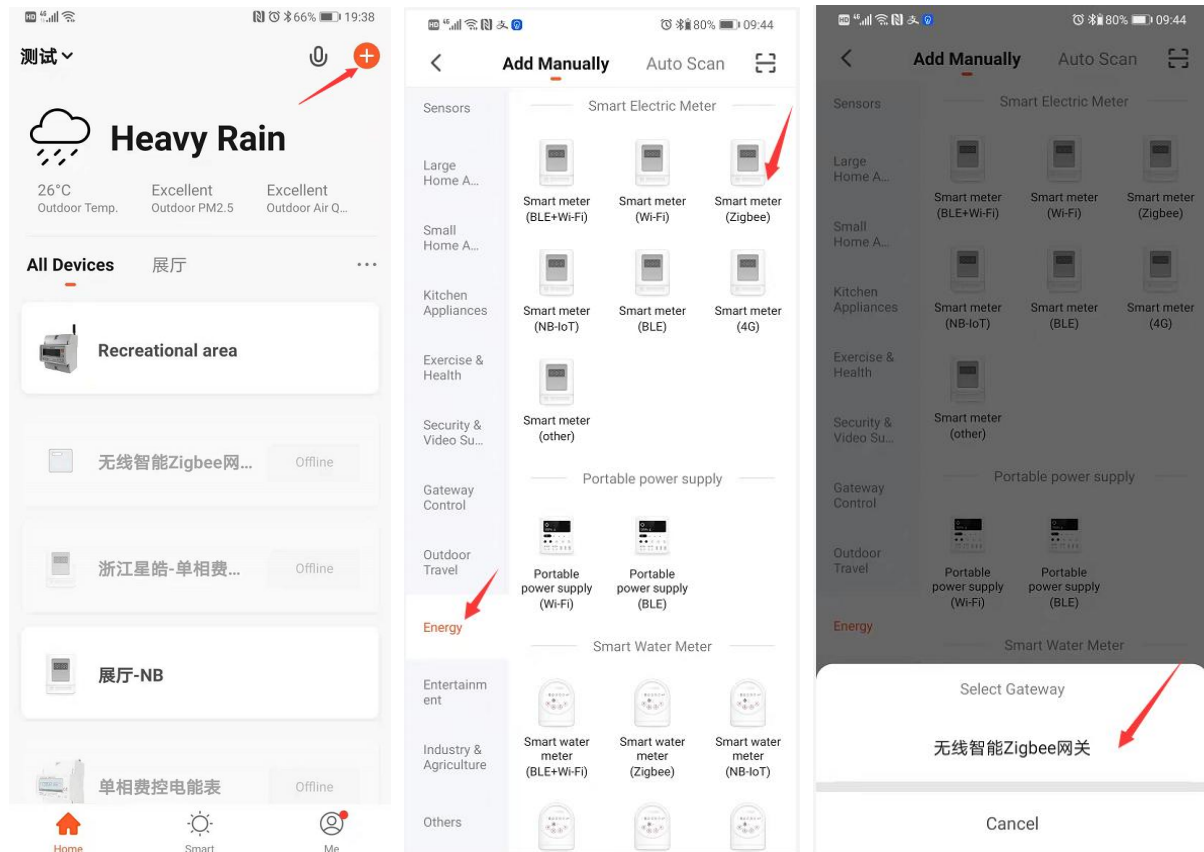 HD 4G 66% 19:38
测试
Heavy Rain
26°C Excellent Excellent
Outdoor Temp. Outdoor PM2.5 Outdoor Air Q...
All Devices 展厅
Recreational area
无线智能Zigbee网... Offline
浙江星皓-单相费... Offline
展厅-NB
单相费控电能表 Offline
Home Smart Me
HD 4G 80% 09:44
Add Manually Auto Scan
Sensors
Large
Home A...
Small
Home A...
Kitchen
Appliances
Exercise &
Health
Security &
Video Su...
Gateway
Control
Outdoor
Travel
Energy
Entertainm
ent
Industry &
Agriculture
Others
Smart Electric Meter
Smart meter Smart meter Smart meter
(BLE+Wi-Fi) (Wi-Fi) (Zigbee)
Smart meter Smart meter Smart meter
(NB-IoT) (BLE) (4G)
Smart meter
(other)
Portable power supply
Portable Portable
power supply power supply
(Wi-Fi) (BLE)
Smart Water Meter
Smart water Smart water Smart water
meter meter meter
(BLE+Wi-Fi) (Zigbee) (NB-IoT)
HD 4G 80% 09:44
Add Manually Auto Scan
Sensors
Large
Home A...
Small
Home A...
Kitchen
Appliances
Exercise &
Health
Security &
Video Su...
Gateway
Control
Outdoor
Travel
Energy
Smart Electric Meter
Smart meter Smart meter Smart meter
(BLE+Wi-Fi) (Wi-Fi) (Zigbee)
Smart meter Smart meter Smart meter
(NB-IoT) (BLE) (4G)
Smart meter
(other)
Portable power supply
Portable Portable
power supply power supply
(Wi-Fi) (BLE)
Smart Water Meter
Select Gateway
无线智能Zigbee网关
Cancel